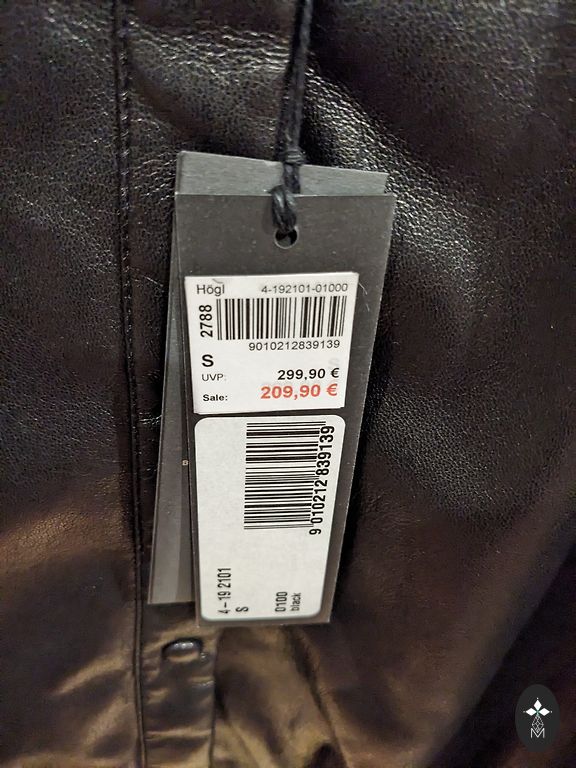 Högl 4-192101-01000
2788
9010212839139
S
UVP: 299,90 €
Sale: 209,90 €
9 010212 839139
4-19 2101
S
0100
black